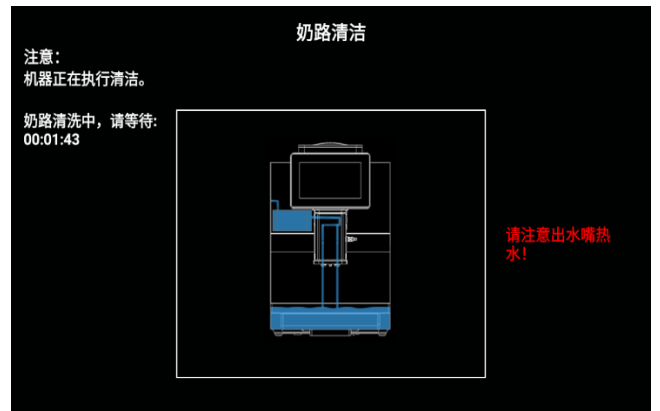 奶路清洁
注意：
机器正在执行清洁。
奶路清洗中，请等待:
00:01:43
请注意出水嘴热
水！